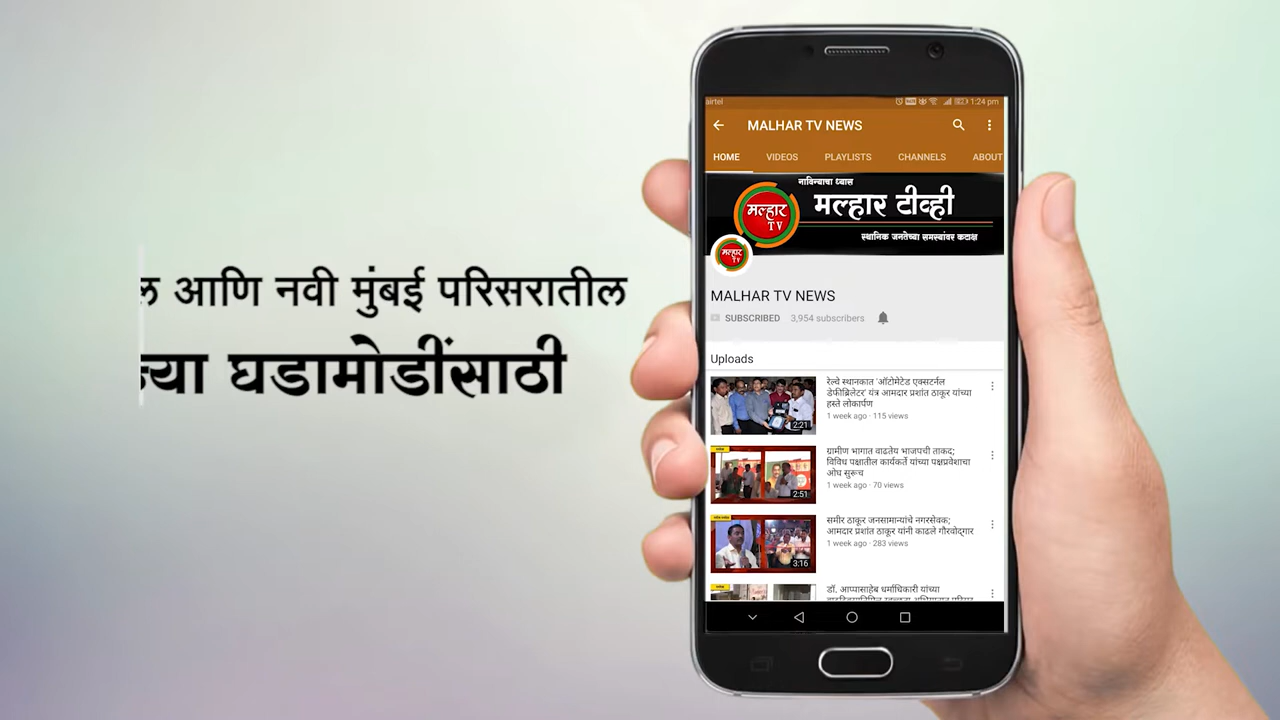 आणि नवी मुंबई परिसरातील
घडामोडींसाठी
airtel
1:24 pm
MALHAR TV NEWS
HOME VIDEOS PLAYLISTS CHANNELS ABOUT
नाविन्याचा ध्यास
मल्हार टीव्ही
मल्हार
TV
स्थानिक जनतेच्या समस्यांवर कटाक्ष
मल्हार
TV
MALHAR TV NEWS
SUBSCRIBED 3,954 subscribers
Uploads
रेल्वे स्थानकात 'ऑटोमेटेड एक्सटर्नल
डेफीब्रिलेटर' यंत्र आमदार प्रशांत ठाकूर यांच्या
हस्ते लोकार्पण
1 week ago · 115 views
2:21
ग्रामीण भागात वाढतेय भाजपची ताकद;
विविध पक्षातील कार्यकर्ते यांच्या पक्षप्रवेशाचा
ओघ सुरूच
1 week ago · 70 views
2:51
समीर ठाकूर जनसामान्यांचे नगरसेवक;
आमदार प्रशांत ठाकूर यांनी काढले गौरवोद्गार
1 week ago · 283 views
3:16
डॉ. आप्पासाहेब धर्माधिकारी यांच्या